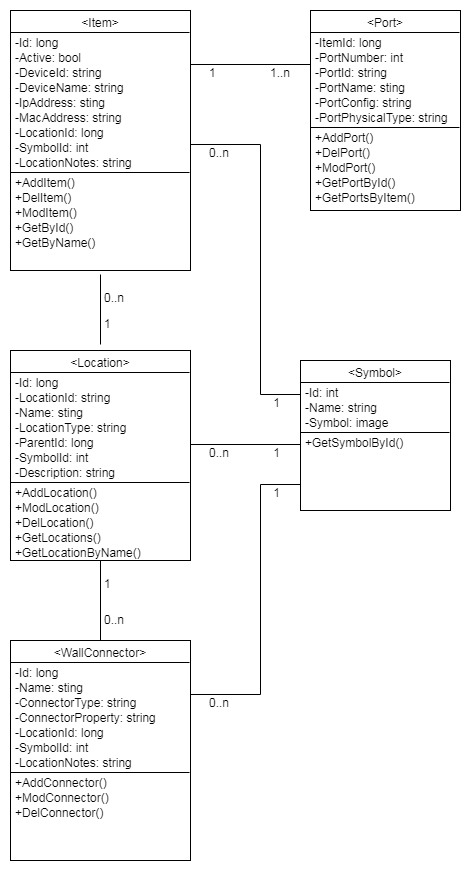 <Item>
-Id: long
-Active: bool
-DeviceId: string
-DeviceName: string
-IpAddress: sting
-MacAddress: string
-LocationId: long
-SymbolId: int
-LocationNotes: string
+AddItem()
+DelItem()
+ModItem()
+GetById()
+GetByName()
<Port>
-ItemId: long
-PortNumber: int
-PortId: string
-PortName: sting
-PortConfig: string
-PortPhysicalType: string
+AddPort()
+DelPort()
+ModPort()
+GetPortById()
+GetPortsByItem()
1
1..n
0..n
0..n
1
<Location>
-Id: long
-LocationId: string
-Name: sting
-LocationType: string
-ParentId: long
-SymbolId: int
-Description: string
+AddLocation()
+ModLocation()
+DelLocation()
+GetLocations()
+GetLocationByName()
<Symbol>
-Id: int
-Name: string
-Symbol: image
+GetSymbolById()
1
0..n
1
1
1
0..n
<WallConnector>
-Id: long
-Name: sting
-ConnectorType: string
-ConnectorProperty: string
-LocationId: long
-SymbolId: int
-LocationNotes: string
+AddConnector()
+ModConnector()
+DelConnector()
0..n